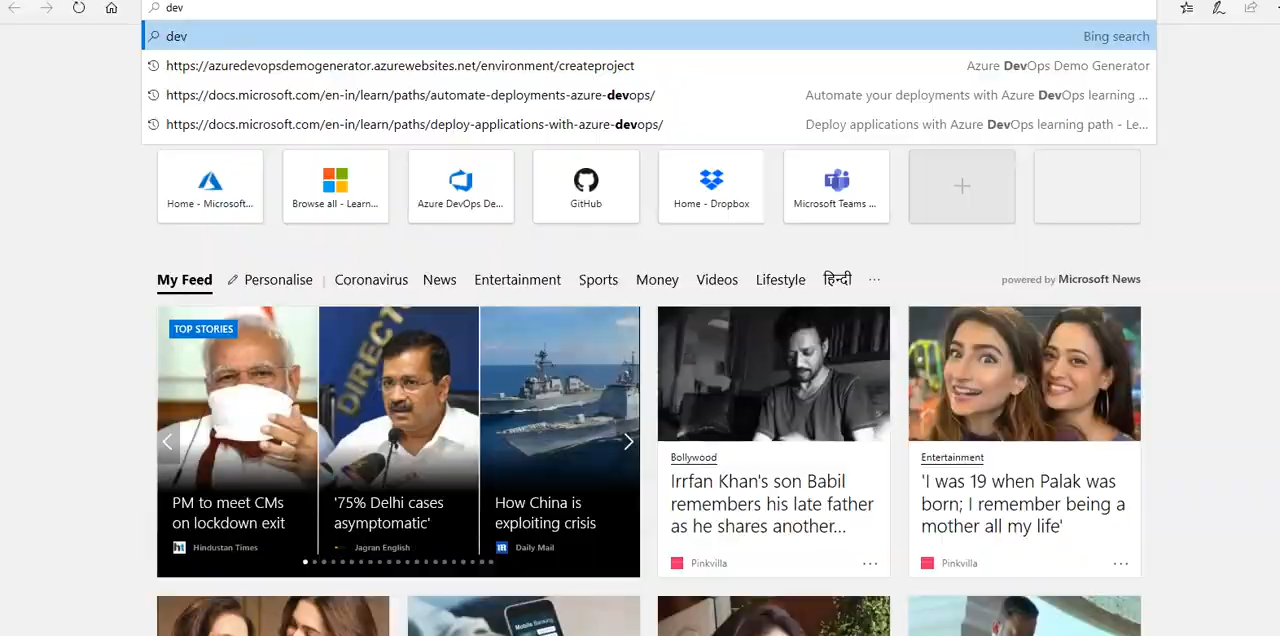 dev
dev Bing search
https://azuredevopsdemogenerator.azurewebsites.net/environment/createproject Azure DevOps Demo Generator
https://docs.microsoft.com/en-in/learn/paths/automate-deployments-azure-devops/ Automate your deployments with Azure DevOps learning ...
https://docs.microsoft.com/en-in/learn/paths/deploy-applications-with-azure-devops/ Deploy applications with Azure DevOps learning path - Le...
Home - Microsoft... Browse all - Learn... Azure DevOps De... GitHub Home - Dropbox Microsoft Teams ...
My Feed Personalise | Coronavirus News Entertainment Sports Money Videos Lifestyle हिन्दी ... powered by Microsoft News
TOP STORIES
DIRECT
PM to meet CMs
on lockdown exit
Hindustan Times
'75% Delhi cases
asymptomatic'
Jagran English
How China is
exploiting crisis
Daily Mail
Bollywood
Irrfan Khan's son Babil
remembers his late father
as he shares another...
Pinkvilla
Entertainment
'I was 19 when Palak was
born; I remember being a
mother all my life'
Pinkvilla
Mobile Banking